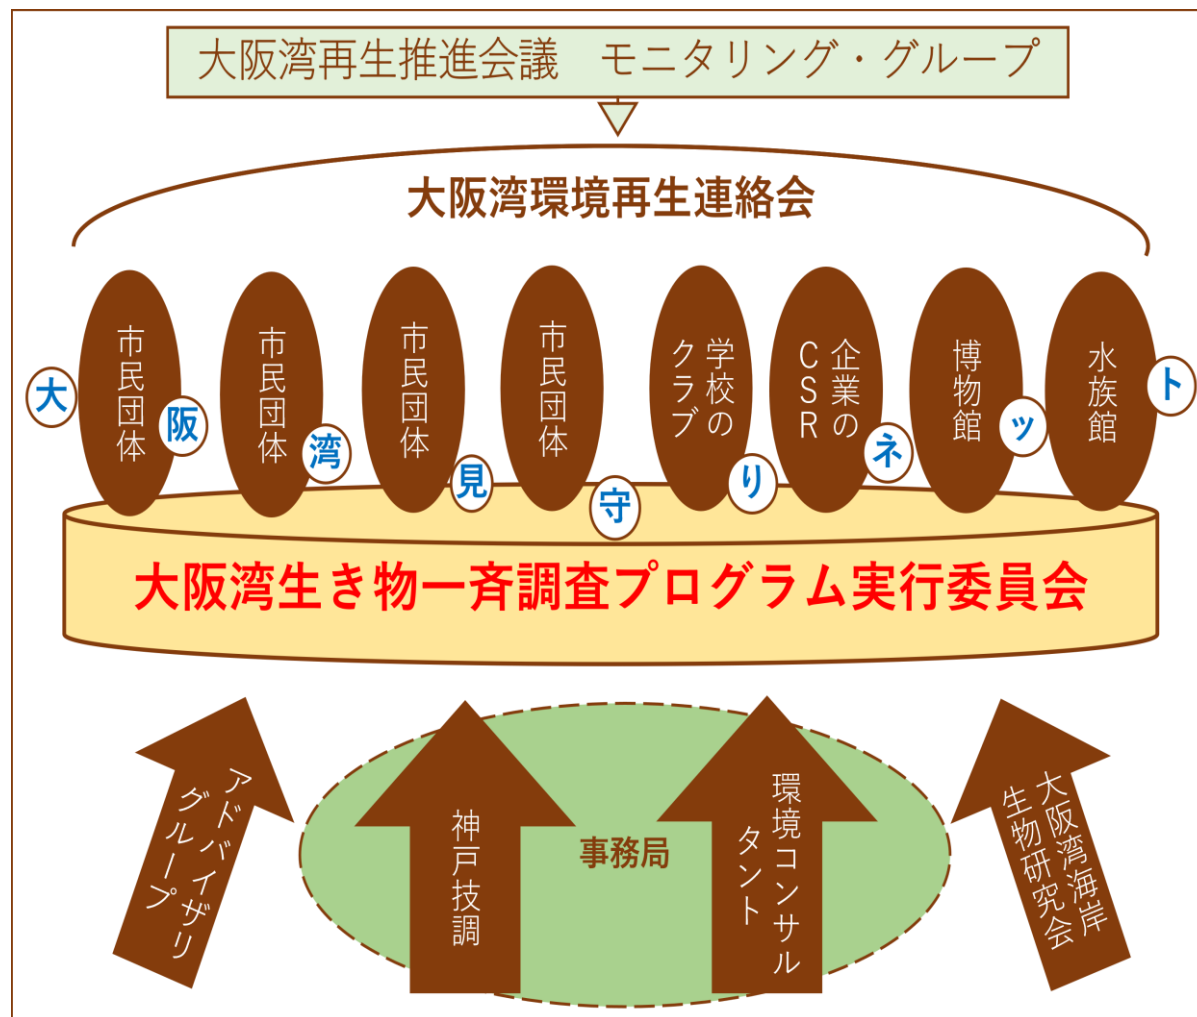 大阪湾再生推進会議　モニタリング・グループ
大阪湾環境再生連絡会
市民団体
市民団体
市民団体
市民団体
学校の
クラブ
企業の
CSR
博物館
水族館
大
阪
湾
見
守
り
ネ
ッ
ト
大阪湾生き物一斉調査プログラム実行委員会
アドバイザリ
グループ
神戸技調
事務局
環境コンサル
タント
大阪湾海岸
生物研究会